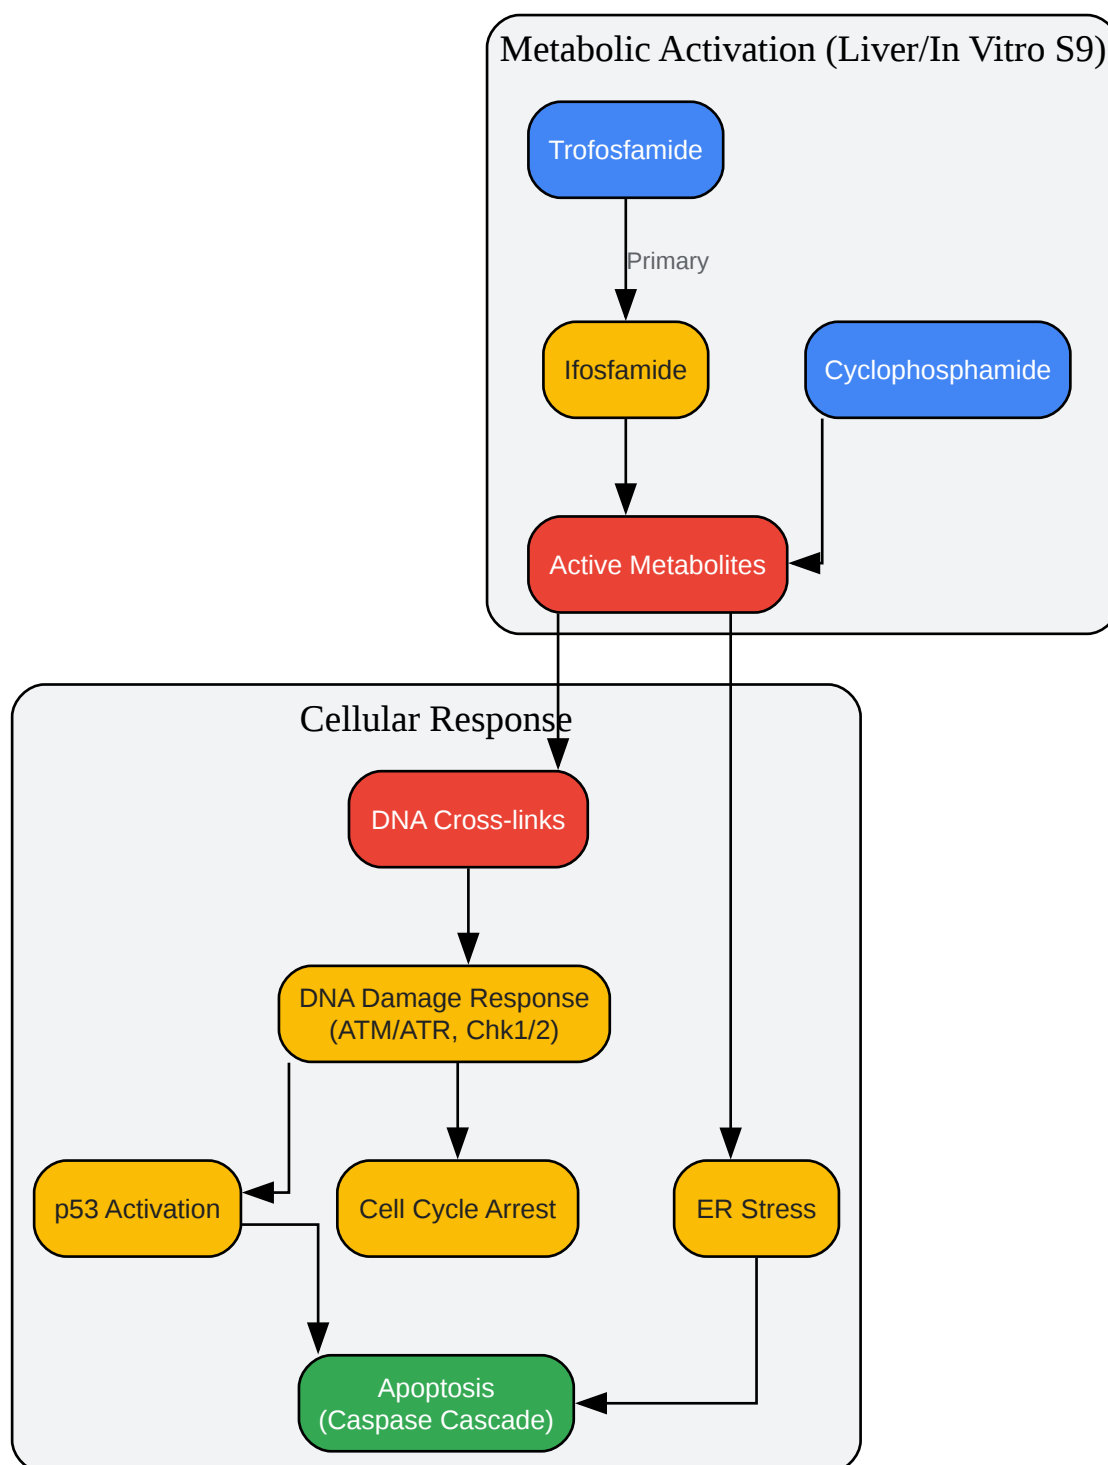 Metabolic Activation (Liver/In Vitro S9)
Trofosfamide
Primary
Ifosfamide
Cyclophosphamide
Active Metabolites
Cellular Response
DNA Cross-links
DNA Damage Response
(ATM/ATR, Chk1/2)
p53 Activation
Cell Cycle Arrest
ER Stress
Apoptosis
(Caspase Cascade)